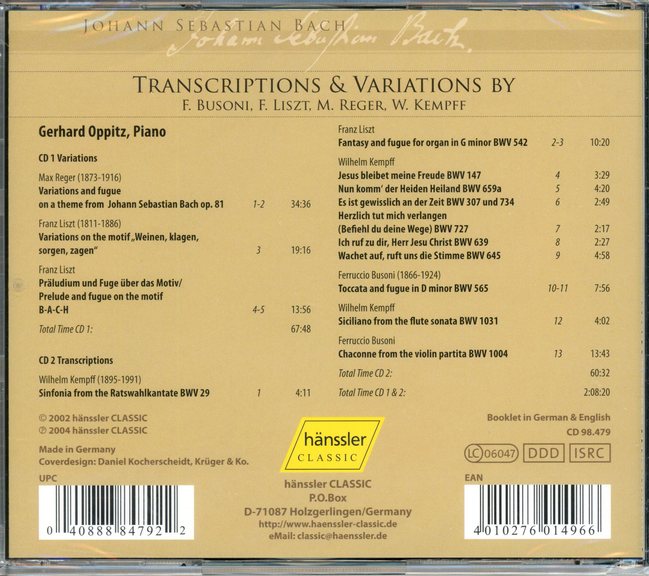 JOHANN SEBASTIAN BACH
Johann Sebastian Bach.
TRANSCRIPTIONS & VARIATIONS BY
F. BUSONI, F. LISZT, M. REGER, W. KEMPFF
Gerhard Oppitz, Piano
CD 1 Variations
Max Reger (1873-1916)
Variations and fugue
on a theme from Johann Sebastian Bach op. 81 1-2 34:36
Franz Liszt (1811-1886)
Variations on the motif „Weinen, klagen,
sorgen, zagen“ 3 19:16
Franz Liszt
Präludium und Fuge über das Motiv/
Prelude and fugue on the motif
B-A-C-H 4-5 13:56
Total Time CD 1: 67:48
CD 2 Transcriptions
Wilhelm Kempff (1895-1991)
Sinfonia from the Ratswahlkantate BWV 29 1 4:11
Franz Liszt
Fantasy and fugue for organ in G minor BWV 542 2-3 10:20
Wilhelm Kempff
Jesus bleibet meine Freude BWV 147 4 3:29
Nun komm‘ der Heiden Heiland BWV 659a 5 4:20
Es ist gewisslich an der Zeit BWV 307 und 734 6 2:49
Herzlich tut mich verlangen
(Befiehl du deine Wege) BWV 727 7 2:17
Ich ruf zu dir, Herr Jesu Christ BWV 639 8 2:27
Wachet auf, ruft uns die Stimme BWV 645 9 4:58
Ferruccio Busoni (1866-1924)
Toccata and fugue in D minor BWV 565 10-11 7:56
Wilhelm Kempff
Siciliano from the flute sonata BWV 1031 12 4:02
Ferruccio Busoni
Chaconne from the violin partita BWV 1004 13 13:43
Total Time CD 2: 60:32
Total Time CD 1 & 2: 2:08:20
© 2002 hänssler CLASSIC
℗ 2004 hänssler CLASSIC
Made in Germany
Coverdesign: Daniel Kocherscheidt, Krüger & Ko.
UPC
0 40888 84792 2
hänssler
CLASSIC
hänssler CLASSIC
P.O.Box
D-71087 Holzgerlingen/Germany
http://www.haenssler-classic.de
eMail: classic@haenssler.de
Booklet in German & English
CD 98.479
LC 06047 DDD ISRC
EAN
4 010276 014966